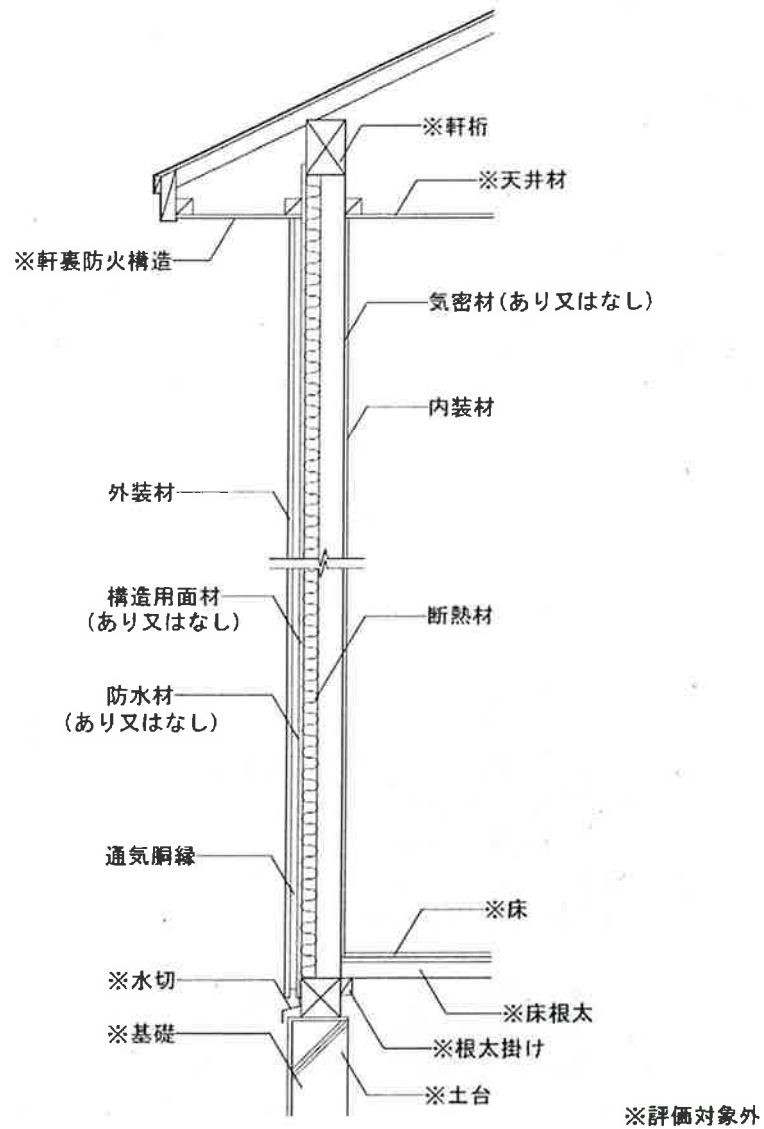 ※軒桁
※天井材
※軒裏防火構造
気密材(あり又はなし)
内装材
外装材
構造用面材
(あり又はなし)
断熱材
防水材
(あり又はなし)
通気胴縁
※床
※水切
※床根太
※基礎
※根太掛け
※土台
※評価対象外